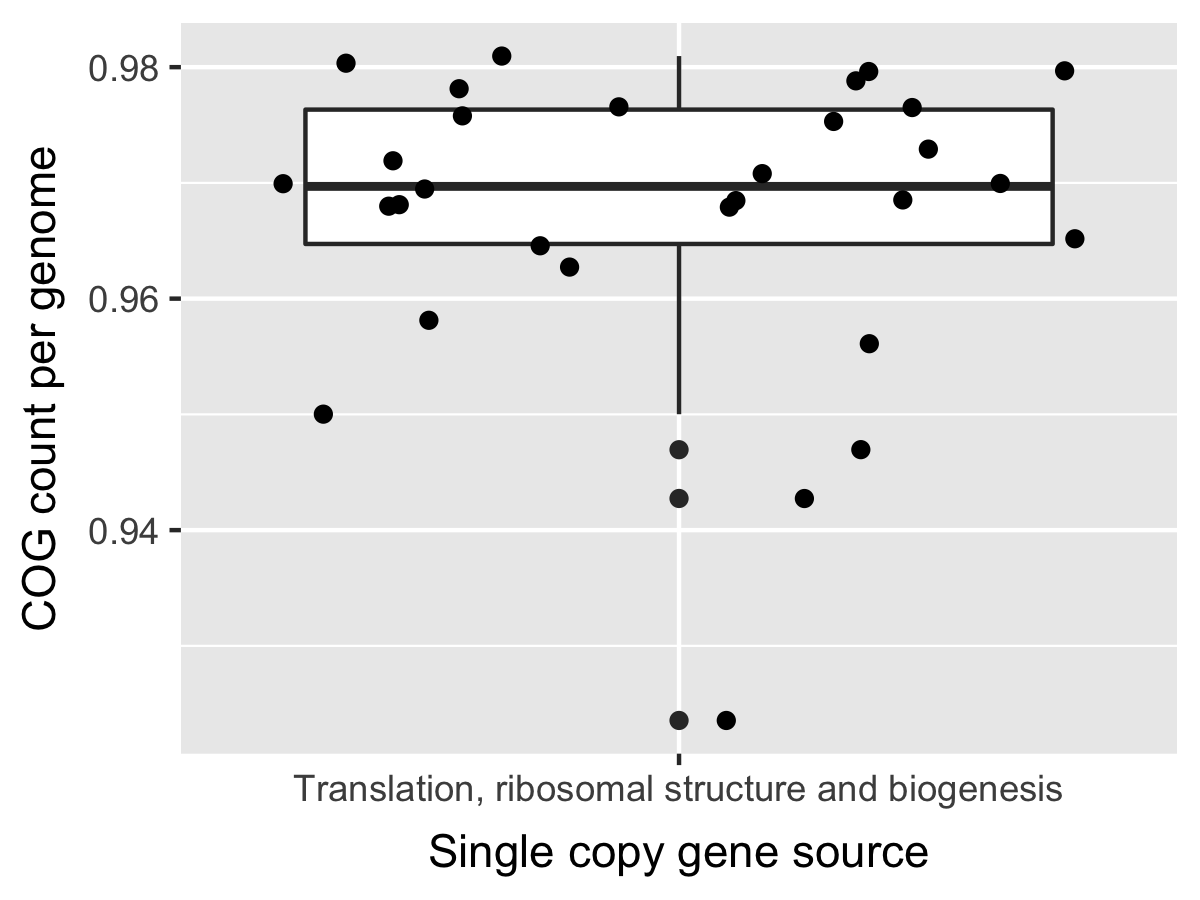 COG count per genome
0.98
0.96
0.94
Translation, ribosomal structure and biogenesis
Single copy gene source